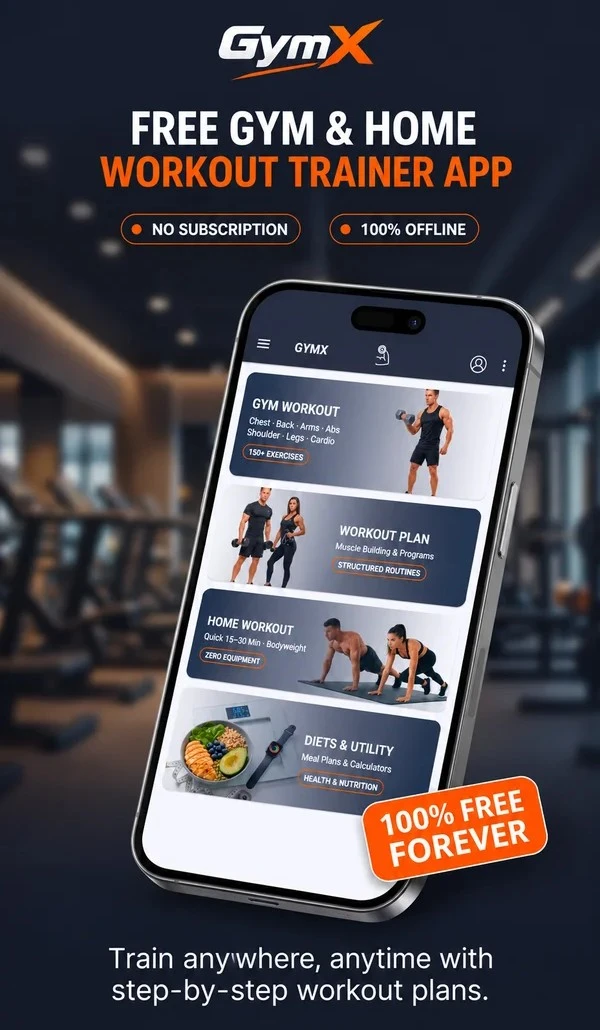 GymX
FREE GYM & HOME
WORKOUT TRAINER APP
NO SUBSCRIPTION
100% OFFLINE
GYMX
GYM WORKOUT
Chest · Back · Arms · Abs
Shoulder · Legs · Cardio
150+ EXERCISES
WORKOUT PLAN
Muscle Building & Programs
STRUCTURED ROUTINES
HOME WORKOUT
Quick 15–30 Min · Bodyweight
ZERO EQUIPMENT
DIETS & UTILITY
Meal Plans & Calculators
HEALTH & NUTRITION
100% FREE
FOREVER
Train anywhere, anytime with
step-by-step workout plans.